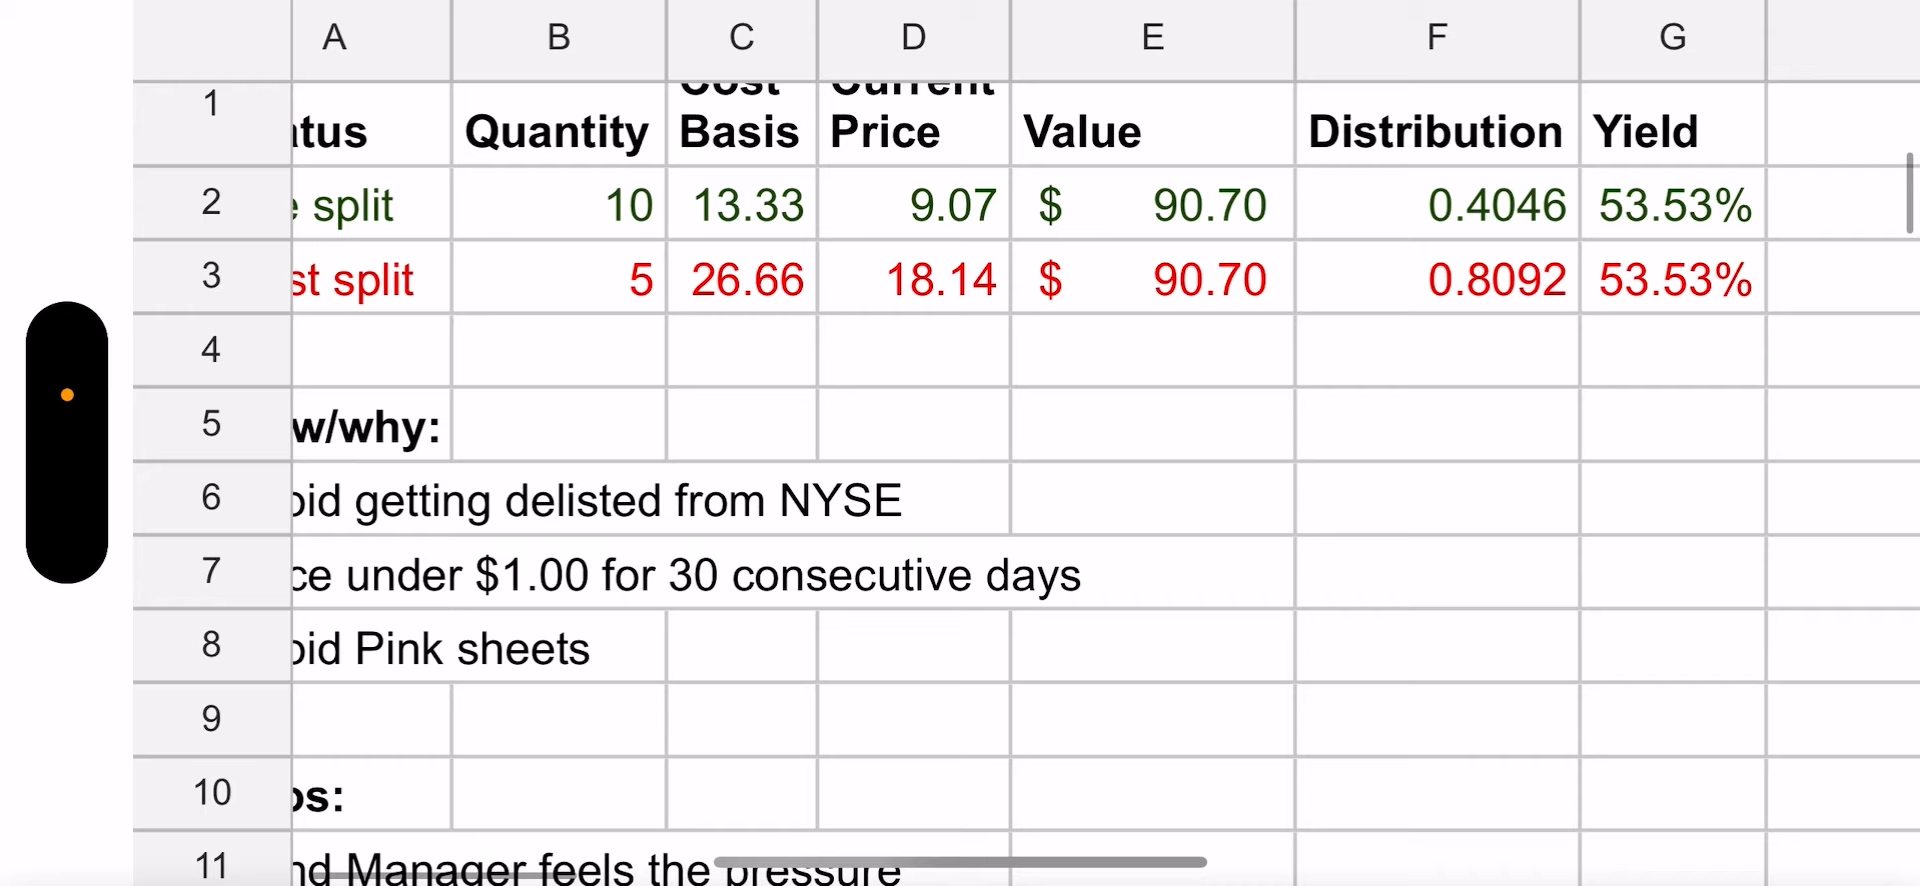 A B C D E F G
1 Cost Current
tus Quantity Basis Price Value Distribution Yield
2 split 10 13.33 9.07 $ 90.70 0.4046 53.53%
3 st split 5 26.66 18.14 $ 90.70 0.8092 53.53%
4
5 w/why:
6 oid getting delisted from NYSE
7 ce under $1.00 for 30 consecutive days
8 oid Pink sheets
9
10 os:
11 nd Manager feels the pressure